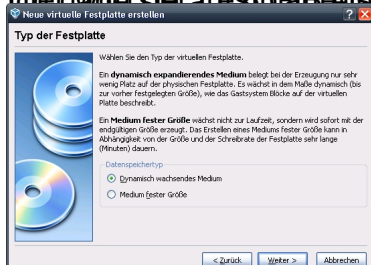 Neue virtuelle Festplatte erstellen
Typ der Festplatte
Wählen Sie den Typ der virtuellen Festplatte.
Ein dynamisch expandierendes Medium belegt bei der Erzeugung nur sehr
wenig Platz auf der physischen Festplatte. Es wächst in dem Maße dynamisch (bis
zur vorher festgelegten Größe), wie das Gastsystem Blöcke auf der virtuellen
Platte beschreibt.
Ein Medium fester Größe wächst nicht zur Laufzeit, sondern wird sofort mit der
endgültigen Größe erzeugt. Das Erstellen eines Mediums fester Größe kann in
Abhängigkeit von der Größe und der Schreibrate der Festplatte sehr lange
(Minuten) dauern.
Datenspeichertyp
Dynamisch wachsendes Medium
Medium fester Größe
< Zurück Weiter > Abbrechen